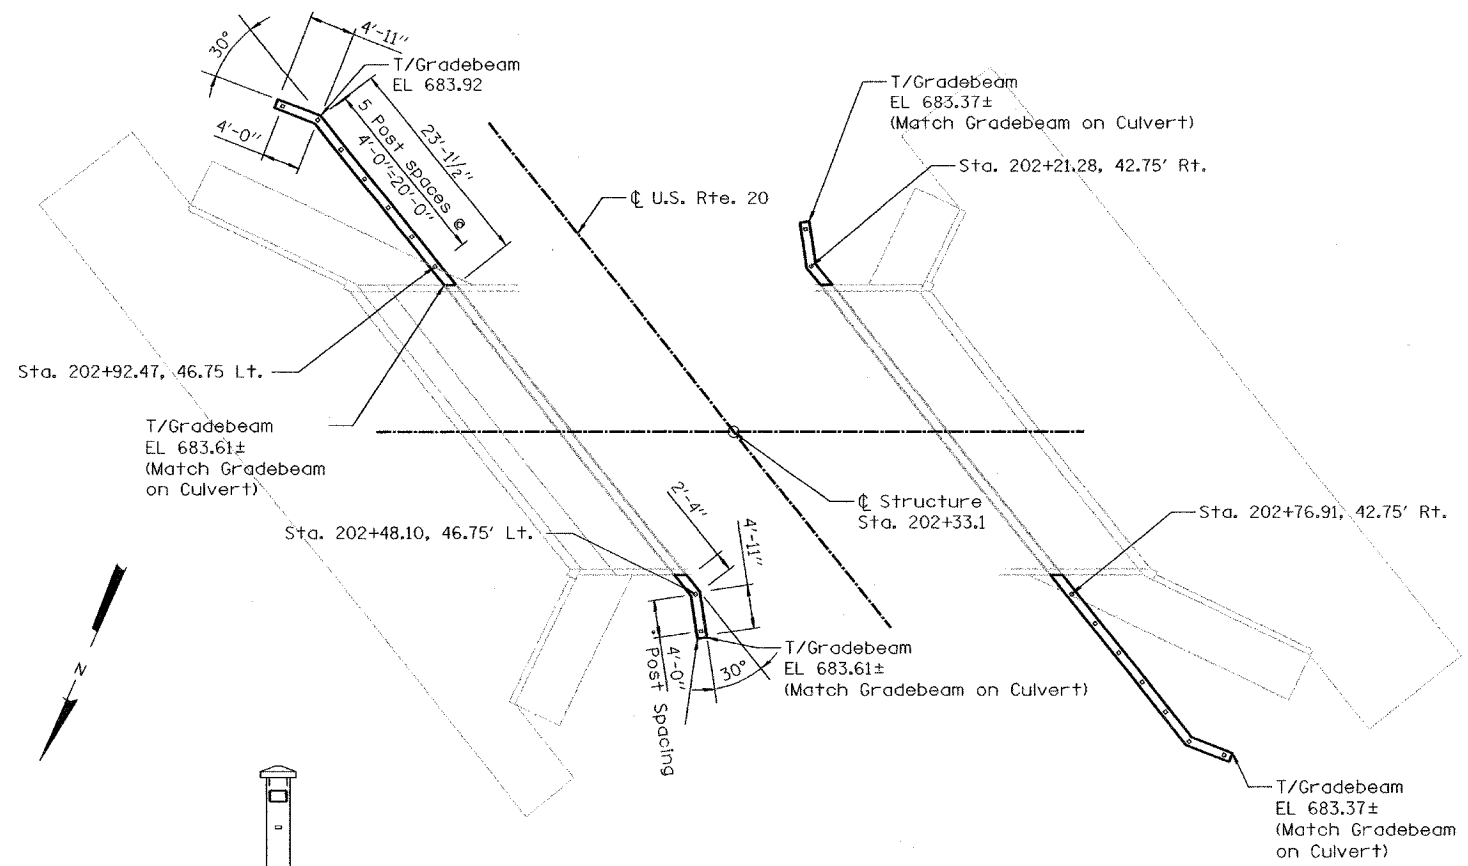 30°
4'-11"
T/Gradebeam
EL 683.92
4'-0"
5 Post spaces @
4'-0"=20'-0"
23'-1½"
₵ U.S. Rte. 20
T/Gradebeam
EL 683.37±
(Match Gradebeam on Culvert)
Sta. 202+21.28, 42.75' Rt.
Sta. 202+92.47, 46.75 Lt.
T/Gradebeam
EL 683.61±
(Match Gradebeam
on Culvert)
₵ Structure
Sta. 202+33.1
Sta. 202+48.10, 46.75' Lt.
2'-4"
4'-11"
Sta. 202+76.91, 42.75' Rt.
4'-0"
Post Spacing
30°
T/Gradebeam
EL 683.61±
(Match Gradebeam on Culvert)
N
T/Gradebeam
EL 683.37±
(Match Gradebeam
on Culvert)